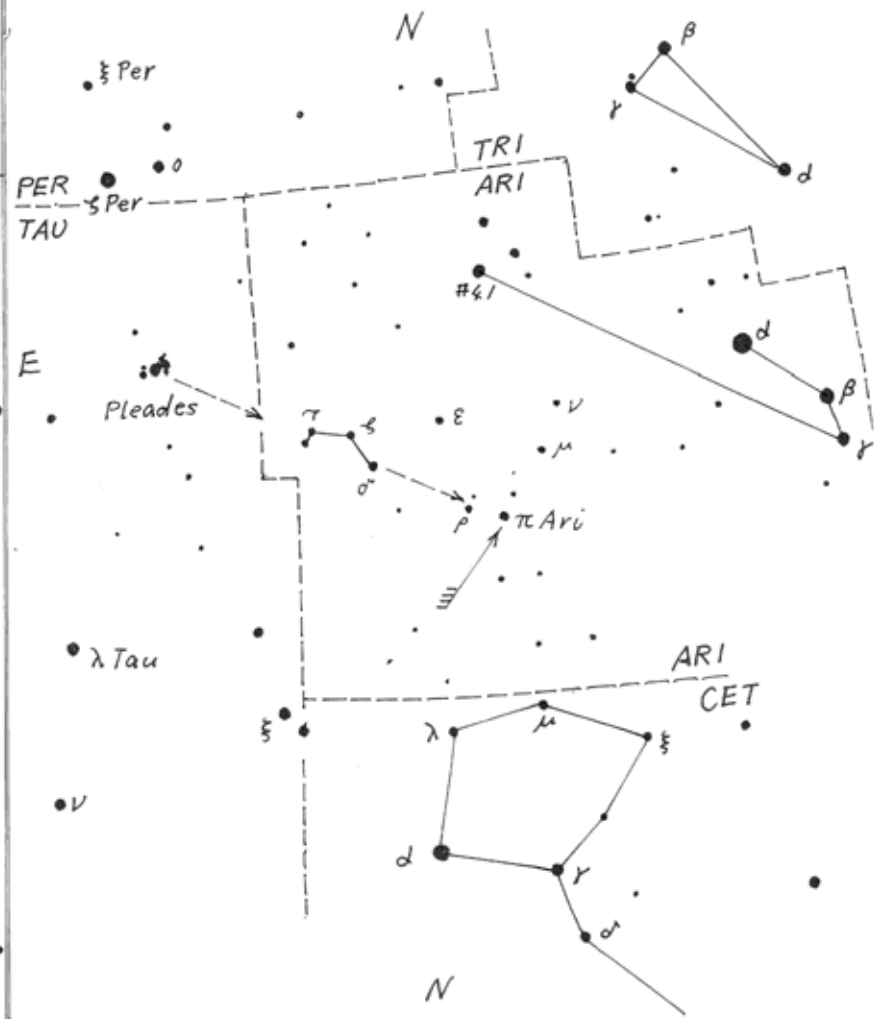 N
β
ξ Per
γ
α
ο
TRI
ARI
PER
ζ Per
TAU
#41
α
E
β
Pleades
τ
ζ
ε
ν
γ
μ
σ
ρ
π Ari
λ Tau
ARI
CET
ξ
λ
μ
ξ
ν
α
γ
δ
N